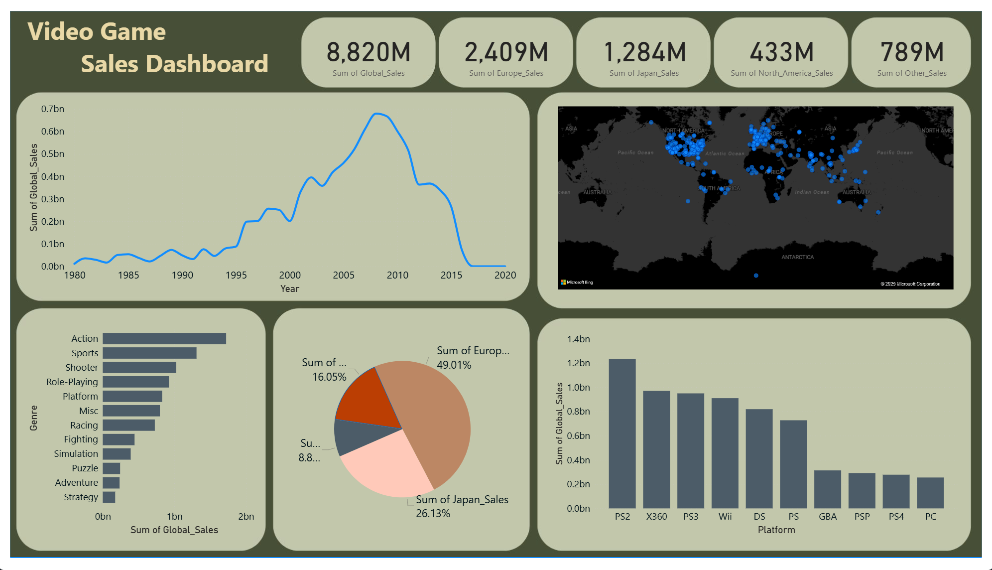 Video Game
Sales Dashboard
8,820M
Sum of Global_Sales
2,409M
Sum of Europe_Sales
1,284M
Sum of Japan_Sales
433M
Sum of North_America_Sales
789M
Sum of Other_Sales
Sum of Global_Sales
0.7bn
0.6bn
0.5bn
0.4bn
0.3bn
0.2bn
0.1bn
0.0bn
1980 1985 1990 1995 2000 2005 2010 2015 2020
Year
ASIA NORTH AMERICA EUROPE ASIA
Pacific Ocean Atlantic Ocean Pacific Ocean
AFRICA
Indian Ocean
ANTARCTICA
Microsoft Bing
Microsoft Corporation
Genre
Action
Sports
Shooter
Role-Playing
Platform
Misc
Racing
Fighting
Simulation
Puzzle
Adventure
Strategy
0bn 1bn 2bn
Sum of Global_Sales
Sum of Europ...
49.01%
Sum of ...
16.05%
Su...
8.8...
Sum of Japan_Sales
26.13%
Sum of Global_Sales
1.4bn
1.2bn
1.0bn
0.8bn
0.6bn
0.4bn
0.2bn
0.0bn
PS2 X360 PS3 Wii DS PS GBA PSP PS4 PC
Platform